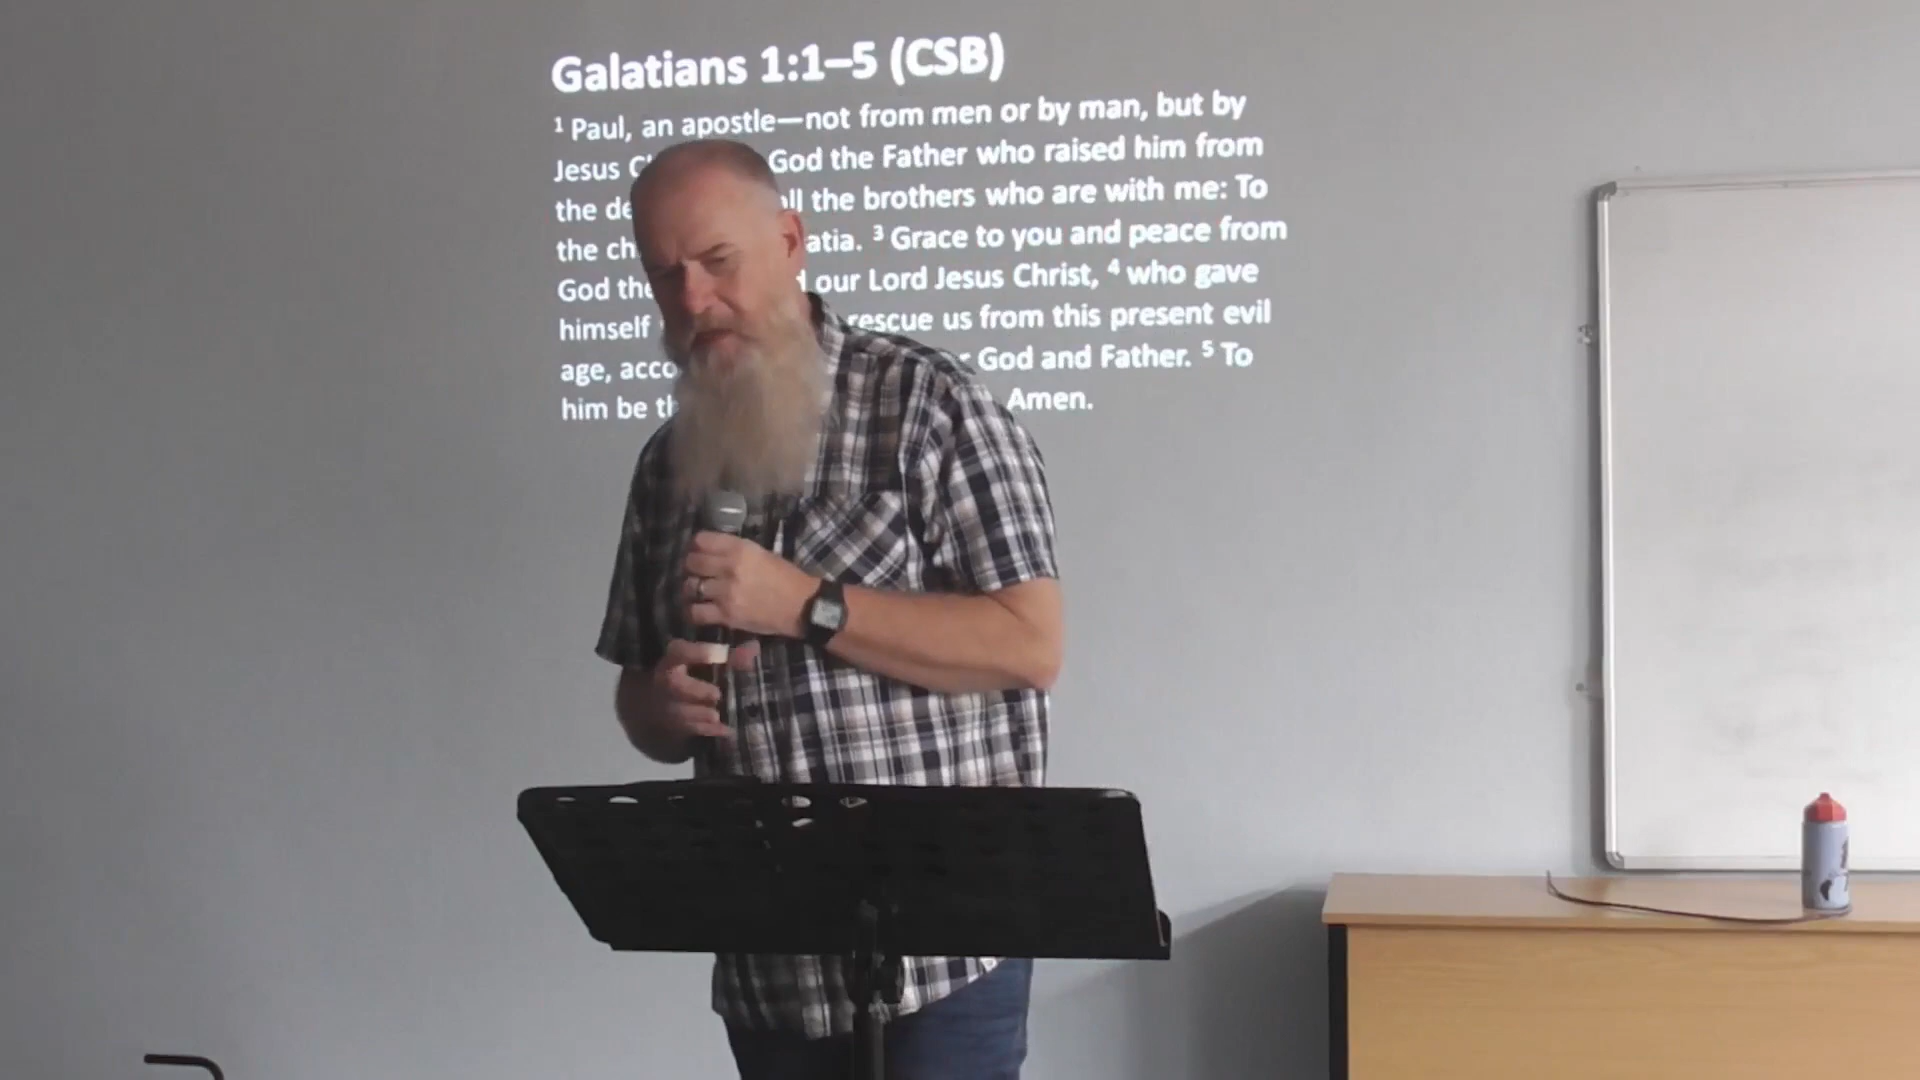 Galatians 1:1–5 (CSB)
1 Paul, an apostle—not from men or by man, but by
Jesus God the Father who raised him from
the the brothers who are with me: To
the 3 Grace to you and peace from
God our Lord Jesus Christ, 4 who gave
himself rescue us from this present evil
age, God and Father. 5 To
him be Amen.